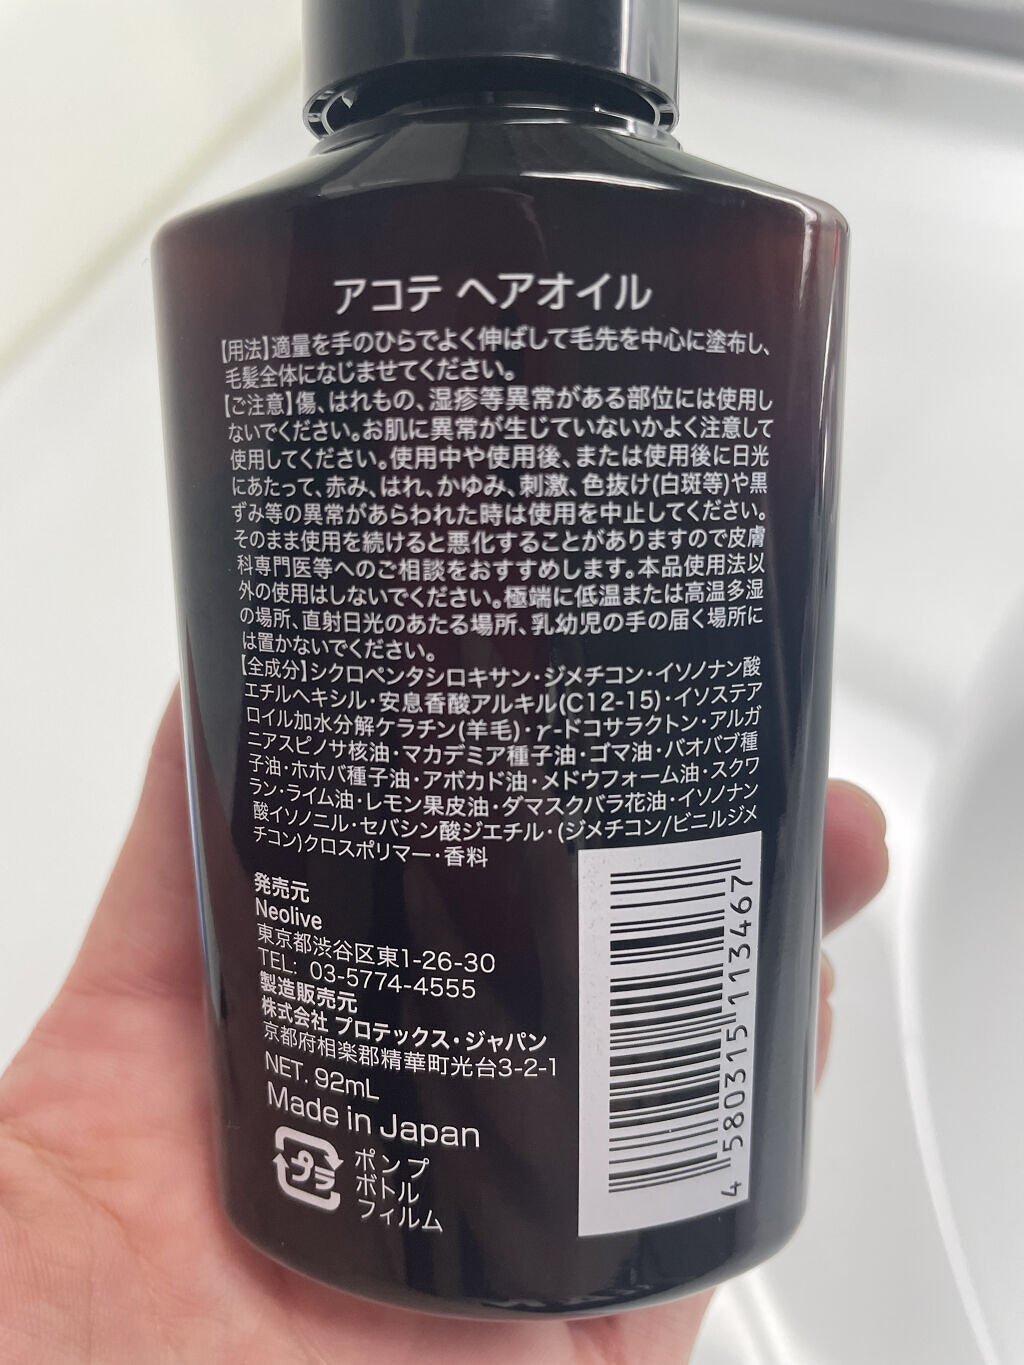 アコテ ヘアオイル
【用法】適量を手のひらでよく伸ばして毛先を中心に塗布し、
毛髪全体になじませてください。
【ご注意】傷、はれもの、湿疹等異常がある部位には使用し
ないでください。お肌に異常が生じていないかよく注意して
使用してください。使用中や使用後、または使用後に日光
にあたって、赤み、はれ、かゆみ、刺激、色抜け(白斑等)や黒
ずみ等の異常があらわれた時は使用を中止してください。
そのまま使用を続けると悪化することがありますので皮膚
科専門医等へのご相談をおすすめします。本品使用法以
外の使用はしないでください。極端に低温または高温多湿
の場所、直射日光のあたる場所、乳幼児の手の届く場所に
は置かないでください。
【全成分】シクロペンタシロキサン・ジメチコン・イソノナン酸
エチルヘキシル・安息香酸アルキル(C12-15)・イソステア
ロイル加水分解ケラチン(羊毛)・γ-ドコサラクトン・アルガ
ニアスピノサ核油・マカデミア種子油・ゴマ油・バオバブ種
子油・ホホバ種子油・アボカド油・メドウフォーム油・スクワ
ラン・ライム油・レモン果皮油・ダマスクバラ花油・イソノナン
酸イソノニル・セバシン酸ジエチル・(ジメチコン/ビニルジメ
チコン)クロスポリマー・香料
発売元
Neolive
東京都渋谷区東1-26-30
TEL: 03-5774-4555
製造販売元
株式会社 プロテックス・ジャパン
京都府相楽郡精華町光台3-2-1
NET. 92mL
Made in Japan
プラ
ポンプ
ボトル
フィルム
4 580315 113467